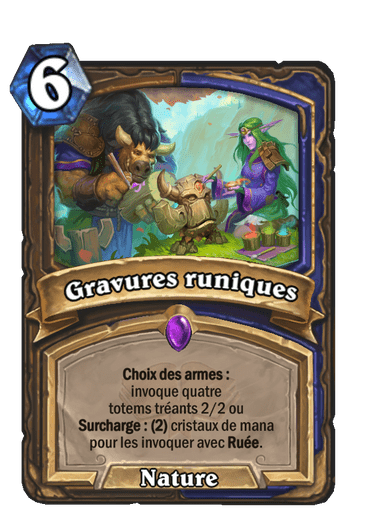 6
Gravures runiques
Choix des armes :
invoque quatre
totems tréants 2/2 ou
Surcharge : (2) cristaux de mana
pour les invoquer avec Ruée.
Nature